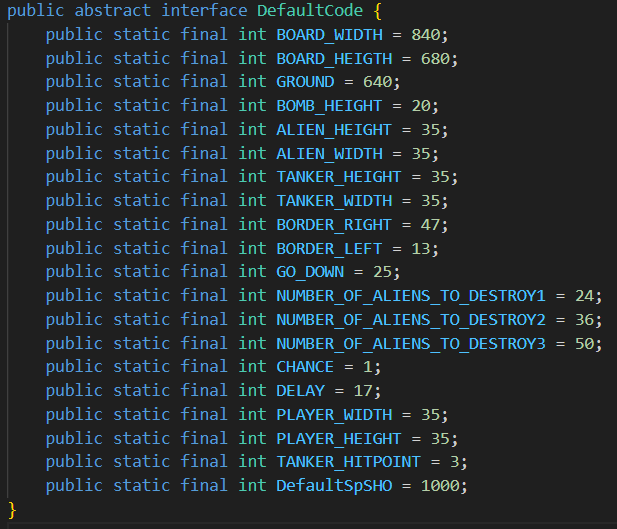 public abstract interface DefaultCode {
    public static final int BOARD_WIDTH = 840;
    public static final int BOARD_HEIGTH = 680;
    public static final int GROUND = 640;
    public static final int BOMB_HEIGHT = 20;
    public static final int ALIEN_HEIGHT = 35;
    public static final int ALIEN_WIDTH = 35;
    public static final int TANKER_HEIGHT = 35;
    public static final int TANKER_WIDTH = 35;
    public static final int BORDER_RIGHT = 47;
    public static final int BORDER_LEFT = 13;
    public static final int GO_DOWN = 25;
    public static final int NUMBER_OF_ALIENS_TO_DESTROY1 = 24;
    public static final int NUMBER_OF_ALIENS_TO_DESTROY2 = 36;
    public static final int NUMBER_OF_ALIENS_TO_DESTROY3 = 50;
    public static final int CHANCE = 1;
    public static final int DELAY = 17;
    public static final int PLAYER_WIDTH = 35;
    public static final int PLAYER_HEIGHT = 35;
    public static final int TANKER_HITPOINT = 3;
    public static final int DefaultSpSHO = 1000;
}